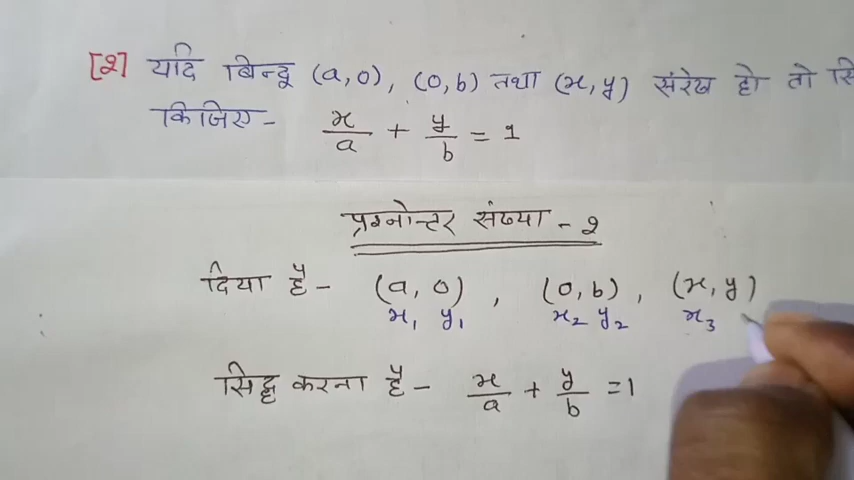 [2] यदि बिन्दू (a,0), (0,b) तथा (x,y) संरेख हो तो
किजिए- x/a + y/b = 1
प्रश्नोत्तर संख्या - 2
दिया है- (a, 0), (0, b), (x, y)
x₁ y₁ x₂ y₂ x₃
सिद्ध करना है- x/a + y/b = 1